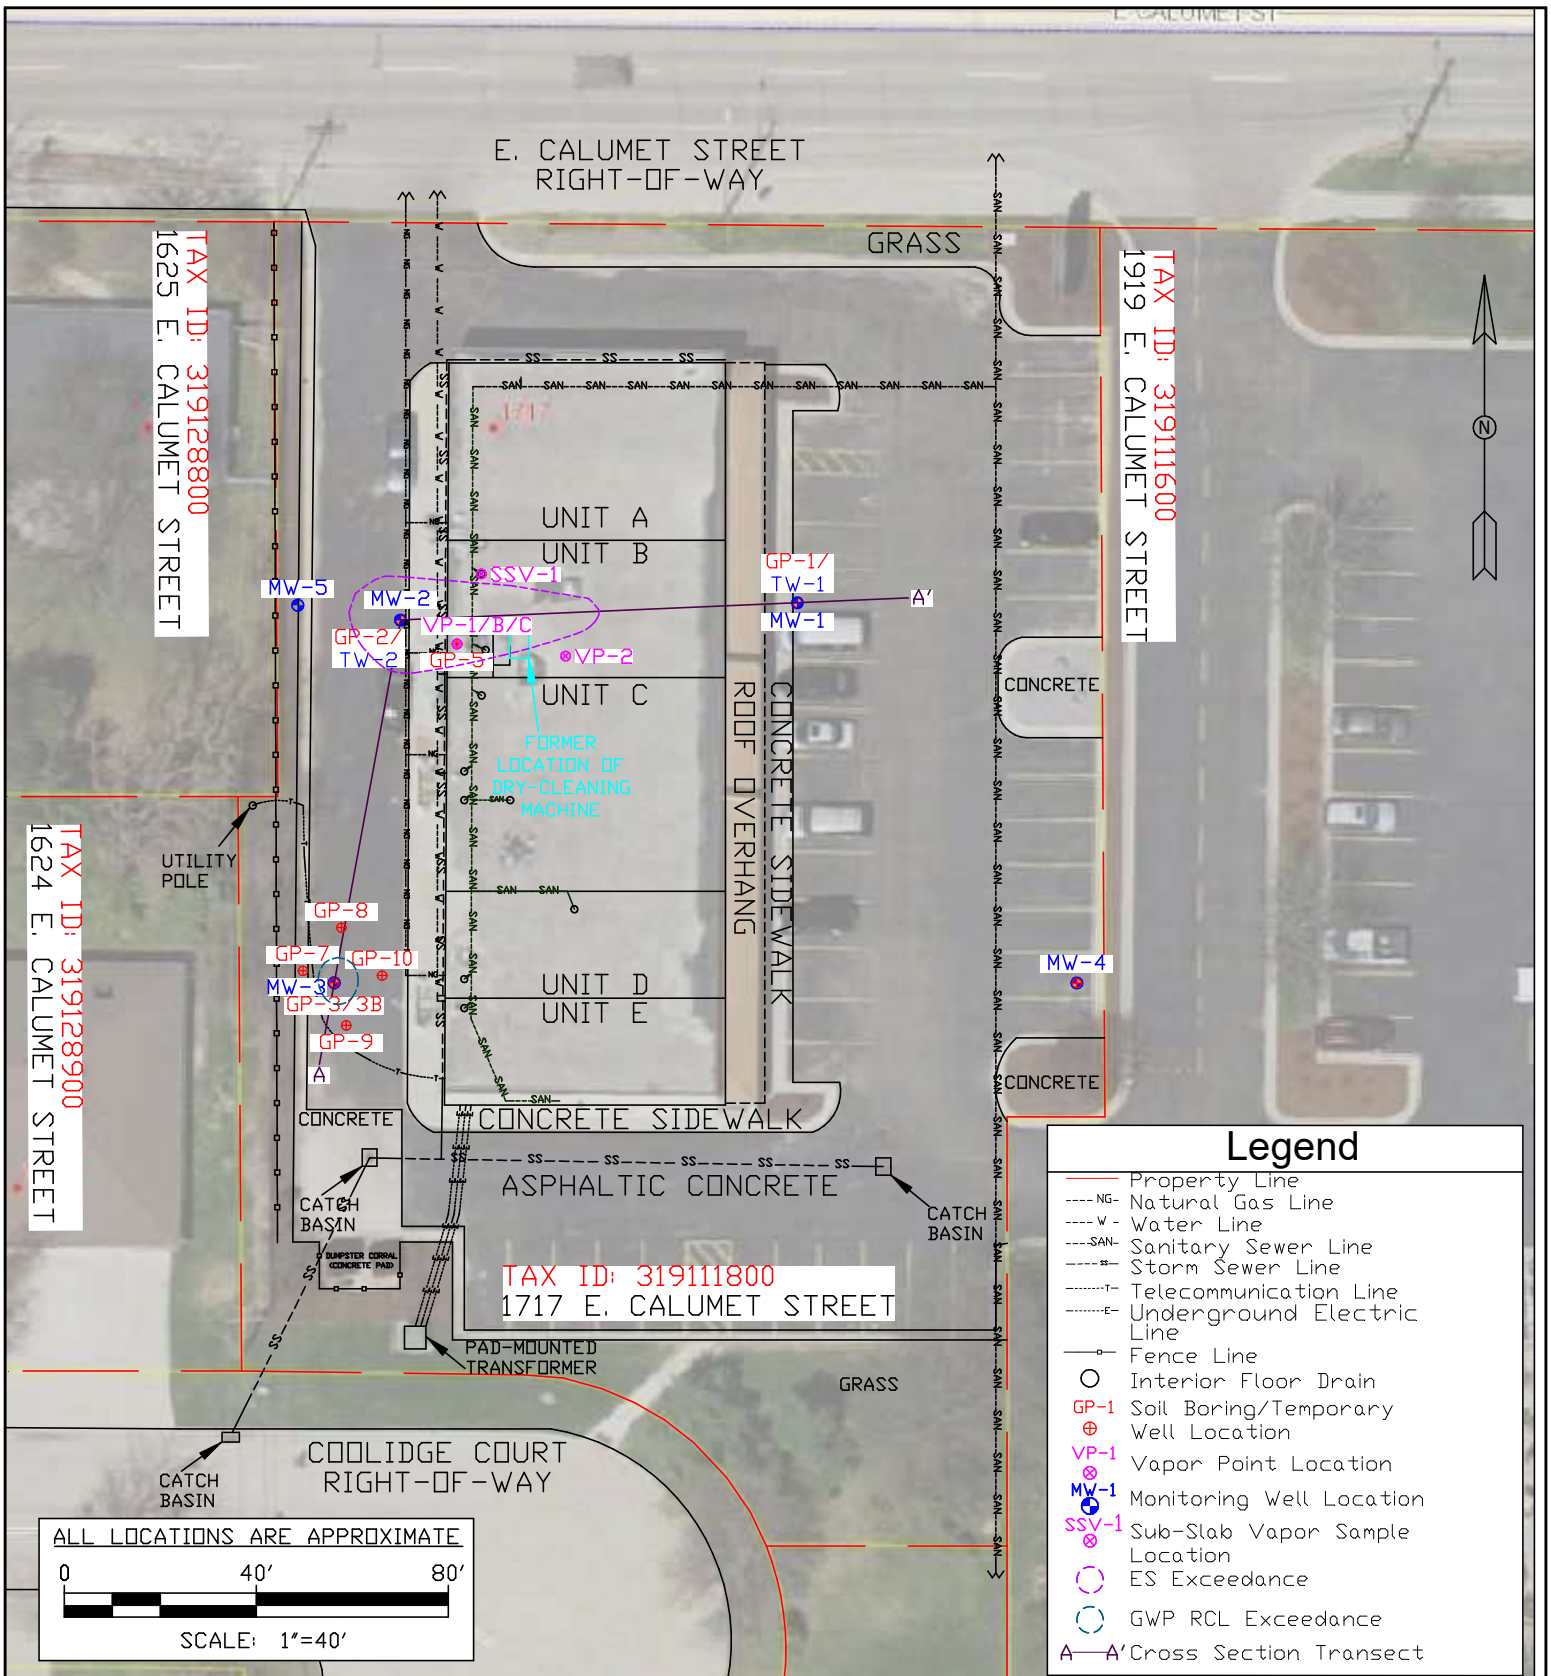 E. CALUMET ST
E. CALUMET STREET
RIGHT-OF-WAY
GRASS
TAX ID: 319128800
1625 E. CALUMET STREET
TAX ID: 319111600
1919 E. CALUMET STREET
N
1717
UNIT A
UNIT B
SSV-1
MW-5
MW-2
GP-2/
TW-2
VP-1/B/C
GP-5
VP-2
GP-1/
TW-1
MW-1
A'
UNIT C
FORMER
LOCATION OF
DRY-CLEANING
MACHINE
ROOF OVERHANG
CONCRETE SIDEWALK
CONCRETE
UTILITY
POLE
TAX ID: 319128900
1624 E. CALUMET STREET
GP-8
GP-7
GP-10
MW-3
GP-3/3B
GP-9
A
UNIT D
UNIT E
MW-4
CONCRETE
CONCRETE
CONCRETE SIDEWALK
ASPHALTIC CONCRETE
CATCH
BASIN
CATCH
BASIN
DUMPSTER CORRAL
(CONCRETE PAD)
TAX ID: 319111800
1717 E. CALUMET STREET
PAD-MOUNTED
TRANSFORMER
GRASS
COOLIDGE COURT
RIGHT-OF-WAY
CATCH
BASIN
ALL LOCATIONS ARE APPROXIMATE
0 40' 80'
SCALE: 1"=40'
Legend
Property Line
NG Natural Gas Line
W Water Line
SAN Sanitary Sewer Line
SS Storm Sewer Line
T Telecommunication Line
E Underground Electric
Line
Fence Line
Interior Floor Drain
GP-1 Soil Boring/Temporary
Well Location
VP-1 Vapor Point Location
MW-1 Monitoring Well Location
SSV-1 Sub-Slab Vapor Sample
Location
ES Exceedance
GWP RCL Exceedance
A A' Cross Section Transect